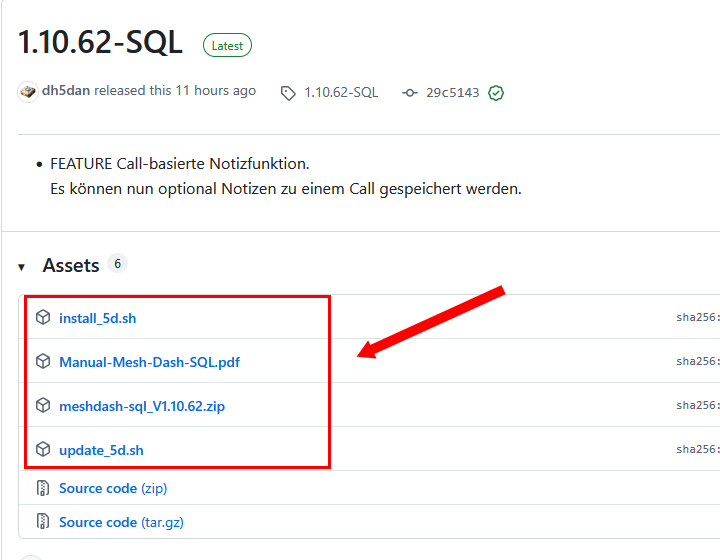 1.10.62-SQL Latest
dh5dan released this 11 hours ago 1.10.62-SQL 29c5143
FEATURE Call-basierte Notizfunktion.
Es können nun optional Notizen zu einem Call gespeichert werden.
Assets 6
install_5d.sh sha256:
Manual-Mesh-Dash-SQL.pdf sha256:
meshdash-sql_V1.10.62.zip sha256:
update_5d.sh sha256:
Source code (zip)
Source code (tar.gz)